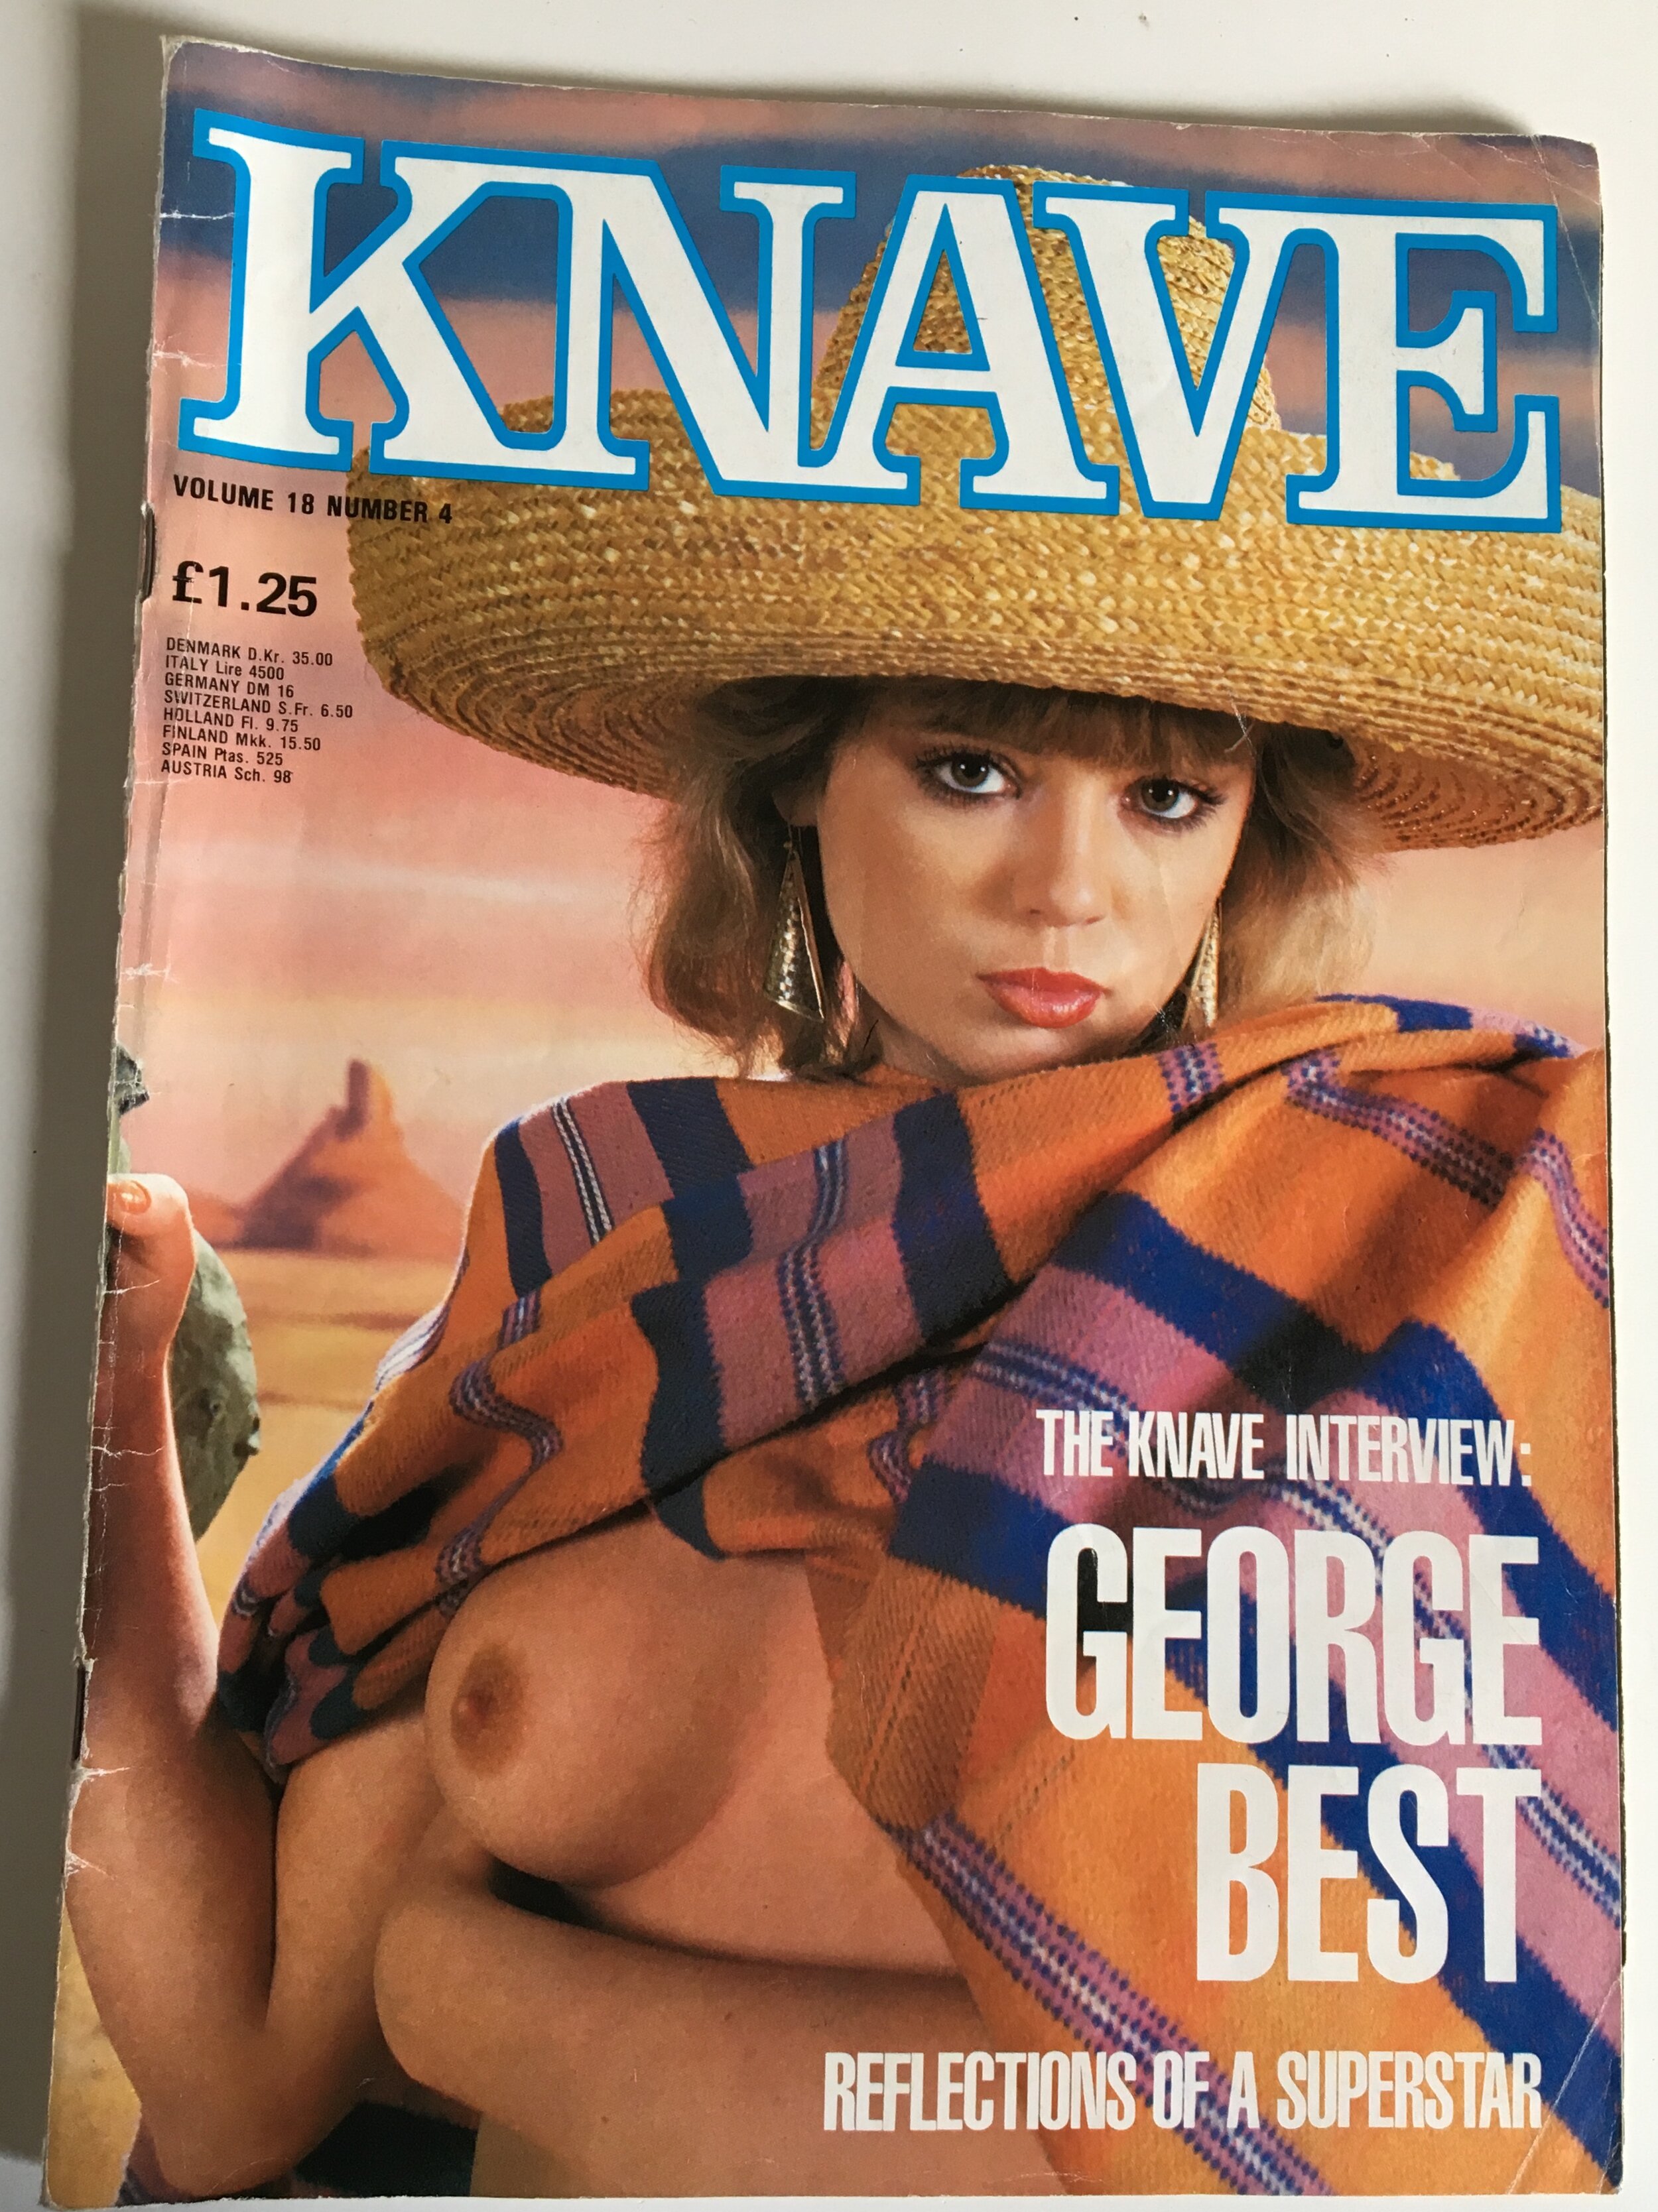 KNAVE
VOLUME 18 NUMBER 4
£1.25
DENMARK D.Kr. 35.00
ITALY Lire 4500
GERMANY DM 16
SWITZERLAND S.Fr. 6.50
HOLLAND Fl. 9.75
FINLAND Mkk. 15.50
SPAIN Ptas. 525
AUSTRIA Sch. 98
THE KNAVE INTERVIEW:
GEORGE
BEST
REFLECTIONS OF A SUPERSTAR